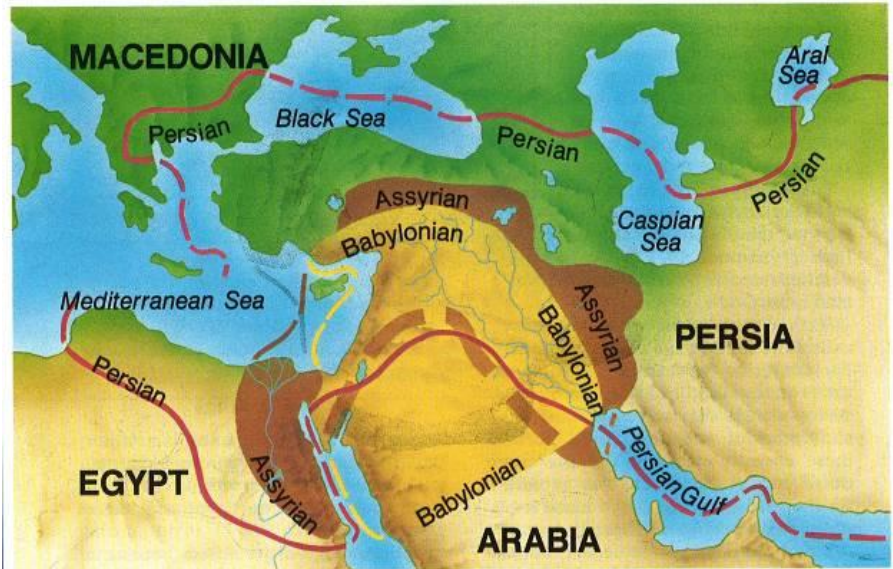 MACEDONIA
Aral
Sea
Persian
Black Sea
Persian
Persian
Assyrian
Caspian
Sea
Babylonian
Mediterranean Sea
Assyrian
Babylonian
PERSIA
Persian
Persian Gulf
EGYPT
Assyrian
Babylonian
ARABIA